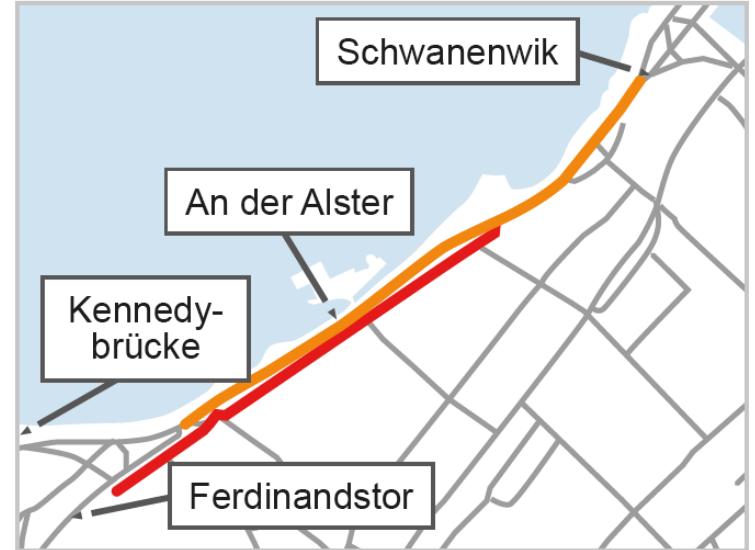 Schwanenwik
An der Alster
Kennedy-
brücke
Ferdinandstor